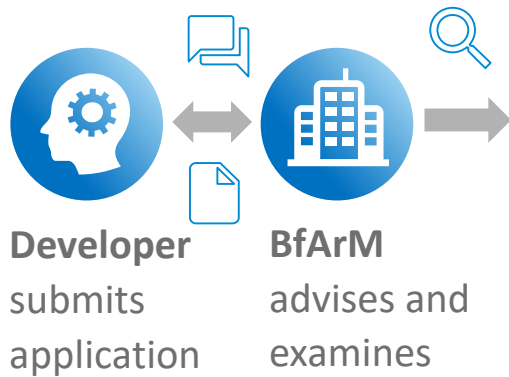 Developer
submits
application
BfArM
advises and
examines